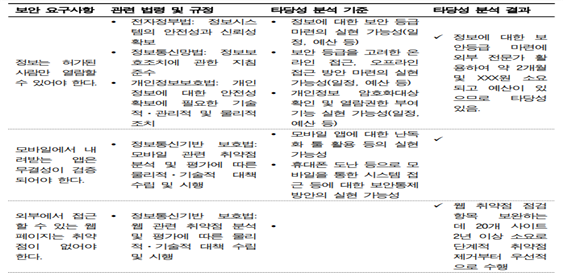 보안 요구사항
관련 법령 및 규정
타당성 분석 기준
타당성 분석 결과
정보는 허가된
사람만 열람할
수 있어야 한다.
• 전자정부법: 정보시스
템의 안전성과 신뢰성
확보
• 정보통신망법: 정보보
호조치에 관한 지침
준수
• 개인정보보호법: 개인
정보에 대한 안전성
확보에 필요한 기술
적·관리적 및 물리적
조치
• 정보에 대한 보안 등급
마련의 실현 가능성(일
정, 예산 등)
• 보안 등급을 고려한 온
라인 접근, 오프라인
접근 방안 마련의 실현
가능성(일정, 예산 등)
• 개인정보 암호화대상
확인 및 열람권한 부여
기능 실현 가능성(일정,
예산 등)
✓ 정보에 대한 보
안등급 마련에
외부 전문가 활
용하여 약 2개월
및 XXX원 소요
되고 예산이 있
으므로 타당성
있음.
모바일에서 내
려받는 앱은
무결성이 검증
되어야 한다.
• 정보통신기반 보호법:
모바일 관련 취약점
분석 및 평가에 따른
물리적·기술적 대책
수립 및 시행
• 모바일 앱에 대한 난독
화 툴 활용 등의 실현
가능성
• 휴대폰 도난 등으로 모
바일을 통한 시스템 접
근 등에 대한 보안통제
방안의 실현 가능성
✓
외부에서 접근
할 수 있는 웹
페이지는 취약
점이 없어야
한다.
• 정보통신기반 보호법:
웹 관련 취약점 분석
및 평가에 따른 물리
적·기술적 대책 수립
및 시행
•
✓ 웹 취약점 점검
항목 보완하는
데 20개 사이트
2년 이상 소요로
단계적 취약점
제거부터 우선적
으로 수행